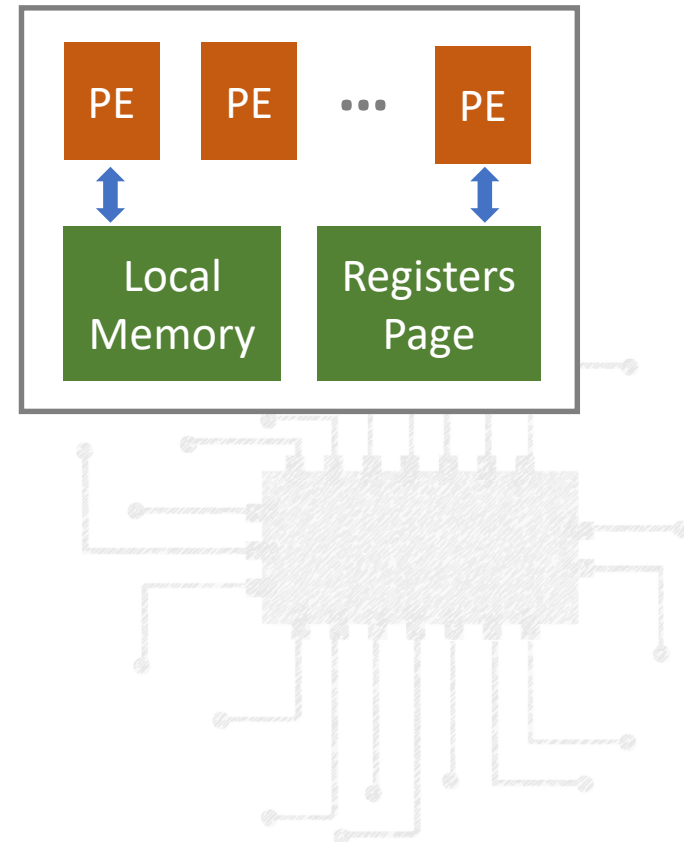 PE
PE
...
PE
Local
Memory
Registers
Page